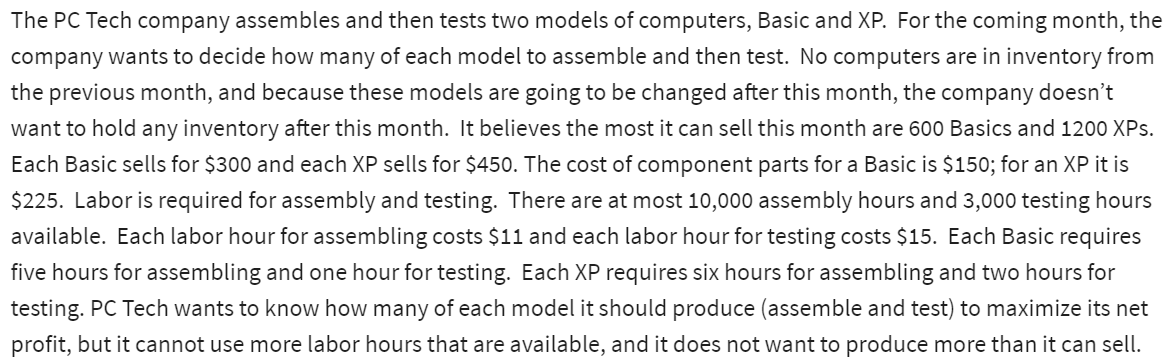 The PC Tech company assembles and then tests two models of computers, Basic and XP.  For the coming month, the
company wants to decide how many of each model to assemble and then test.  No computers are in inventory from
the previous month, and because these models are going to be changed after this month, the company doesn’t
want to hold any inventory after this month.  It believes the most it can sell this month are 600 Basics and 1200 XPs.
Each Basic sells for $300 and each XP sells for $450. The cost of component parts for a Basic is $150; for an XP it is
$225.  Labor is required for assembly and testing.  There are at most 10,000 assembly hours and 3,000 testing hours
available.  Each labor hour for assembling costs $11 and each labor hour for testing costs $15.  Each Basic requires
five hours for assembling and one hour for testing.  Each XP requires six hours for assembling and two hours for
testing. PC Tech wants to know how many of each model it should produce (assemble and test) to maximize its net
profit, but it cannot use more labor hours that are available, and it does not want to produce more than it can sell.